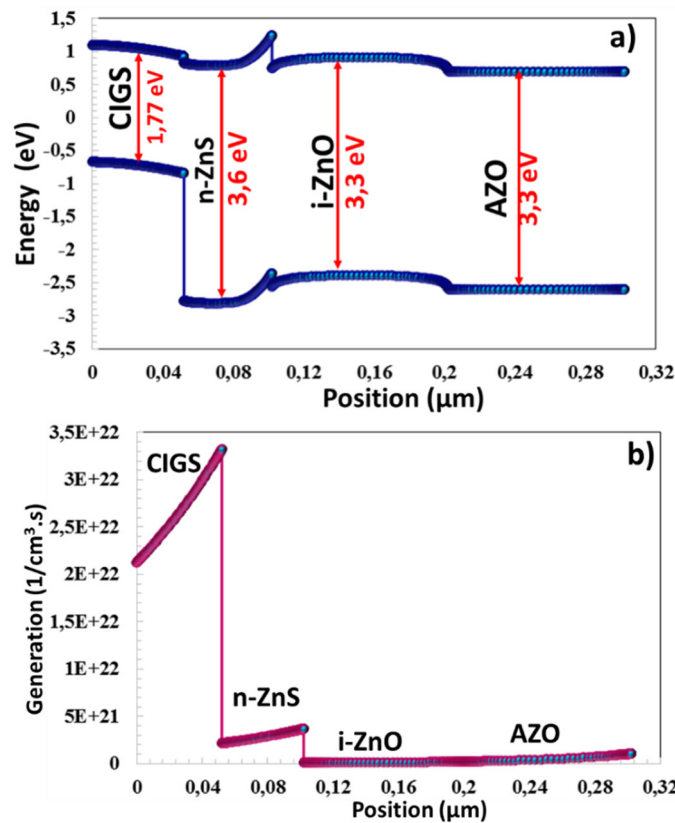 a)
1,5
1
0,5
0
-0,5
-1
-1,5
-2
-2,5
-3
-3,5
Energy (eV)
CIGS
1,77 eV
n-ZnS
3,6 eV
i-ZnO
3,3 eV
AZO
3,3 eV
0 0,04 0,08 0,12 0,16 0,2 0,24 0,28 0,32
Position (μm)
b)
3,5E+22
3E+22
2,5E+22
2E+22
1,5E+22
1E+22
5E+21
0
Generation (1/cm³.s)
CIGS
n-ZnS
i-ZnO
AZO
0 0,04 0,08 0,12 0,16 0,2 0,24 0,28 0,32
Position (μm)